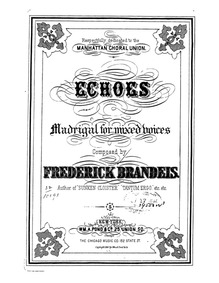 Respectfully dedicated to the
MANHATTAN CHORAL UNION.
ECHOES
Madrigal for mixed voices
Composed by
FREDERICK BRANDEIS.
Author of "SUNKEN CLOISTER," "TANTUM ERGO," etc. etc.
NEW YORK,
WM. A. POND & CO. 25 UNION SQ.
THE CHICAGO MUSIC CO. 152 STATE ST.